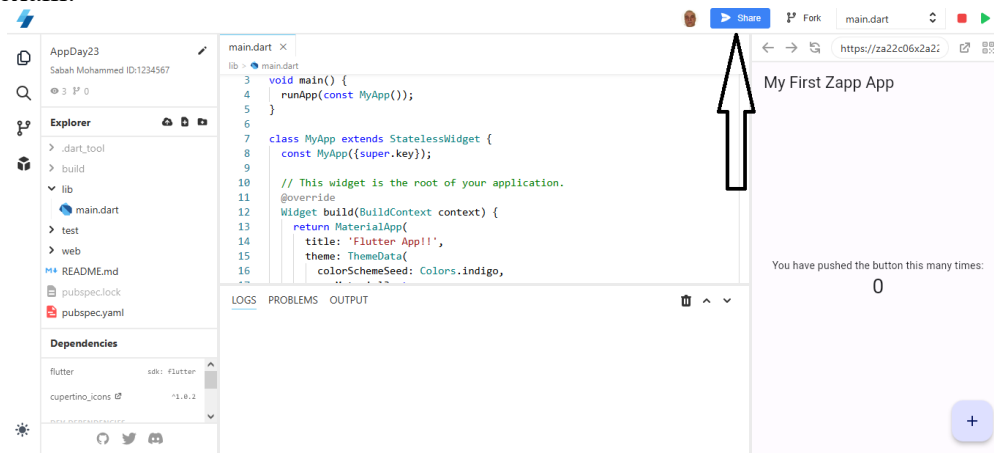 Share
Fork
main.dart
AppDay23
Sabah Mohammed ID:1234567
3 0
Explorer
.dart_tool
build
lib
main.dart
test
web
README.md
pubspec.lock
pubspec.yaml
Dependencies
flutter sdk: flutter
cupertino_icons ^1.0.2
main.dart ×
lib > main.dart
3 void main() {
4 runApp(const MyApp());
5 }
6
7 class MyApp extends StatelessWidget {
8 const MyApp({super.key});
9
10 // This widget is the root of your application.
11 @override
12 Widget build(BuildContext context) {
13 return MaterialApp(
14 title: 'Flutter App!!',
15 theme: ThemeData(
16 colorSchemeSeed: Colors.indigo,
LOGS PROBLEMS OUTPUT
https://za22c06x2a22
My First Zapp App
You have pushed the button this many times:
0
+